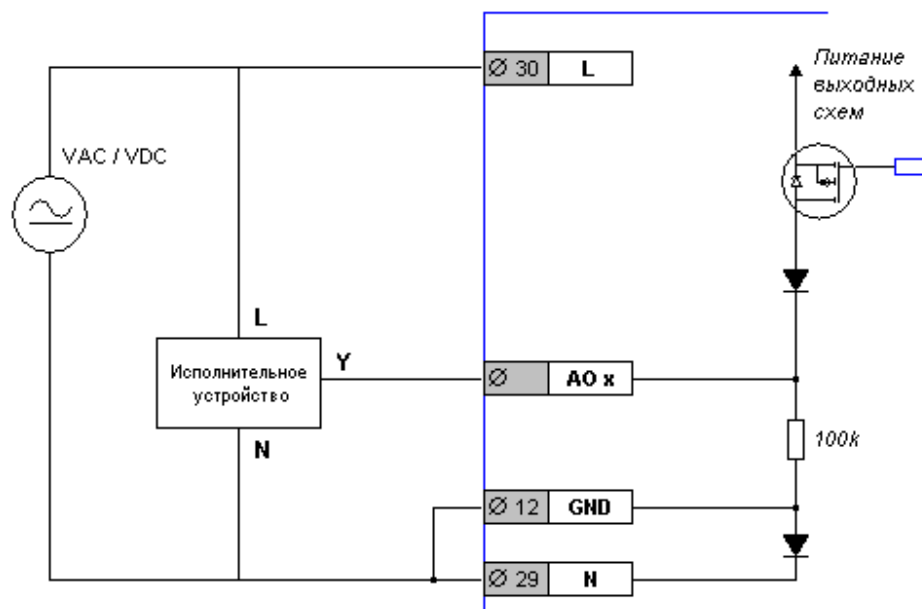 Ø 30 L
Питание
выходных
схем
VAC / VDC
L
Исполнительное
устройство
Y
Ø AO x
N
100k
Ø 12 GND
Ø 29 N